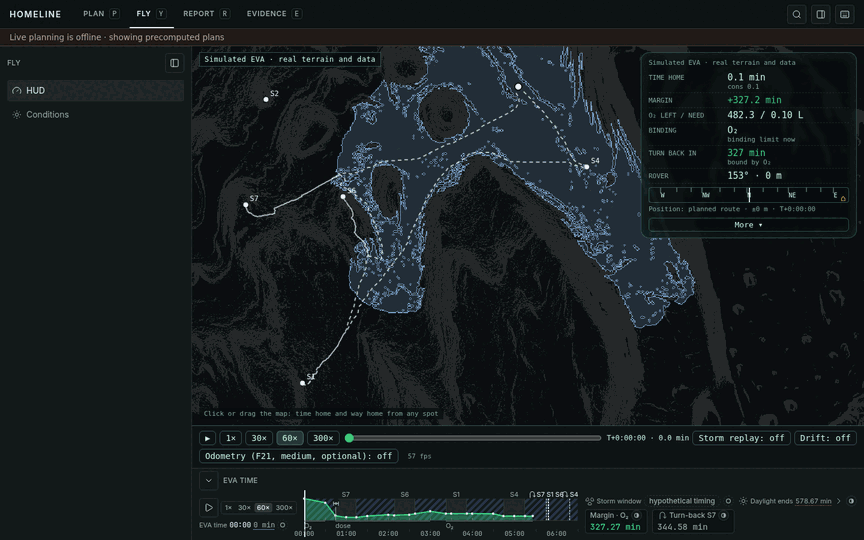 HOMELINE PLAN P FLY Y REPORT R EVIDENCE E
Live planning is offline · showing precomputed plans
FLY
HUD
Conditions
Simulated EVA · real terrain and data
S2
S4
S7
S6
S1
Click or drag the map: time home and way home from any spot
Simulated EVA · real terrain and data
TIME HOME 0.1 min
cons 0.1
MARGIN +327.2 min
O₂ LEFT / NEED 482.3 / 0.10 L
BINDING O₂
binding limit now
TURN BACK IN 327 min
bound by O₂
ROVER 153° · 0 m
W NW N NE E
Position: planned route · ±0 m · T+0:00:00
More ▾
▶ 1× 30× 60× 300× T+0:00:00 · 0.0 min Storm replay: off Drift: off
Odometry (F21, medium, optional): off 57 fps
EVA TIME
1× 30× 60× 300×
EVA time 00:00 0 min
S7 S6 S1 S4 S7 S1 S6 S4
O₂ dose O₂
00:00 01:00 02:00 03:00 04:00 05:00 06:00
Storm window hypothetical timing Daylight ends 578.67 min
Margin · O₂ Turn-back S7
327.27 min 344.58 min